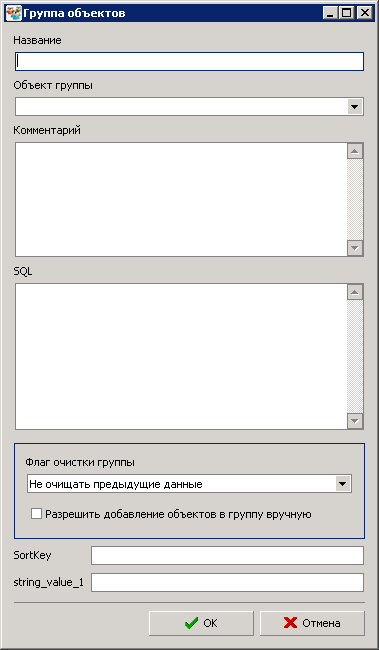 Группа объектов
Название
Объект группы
Комментарий
SQL
Флаг очистки группы
Не очищать предыдущие данные
Разрешить добавление объектов в группу вручную
SortKey
string_value_1
OK Отмена